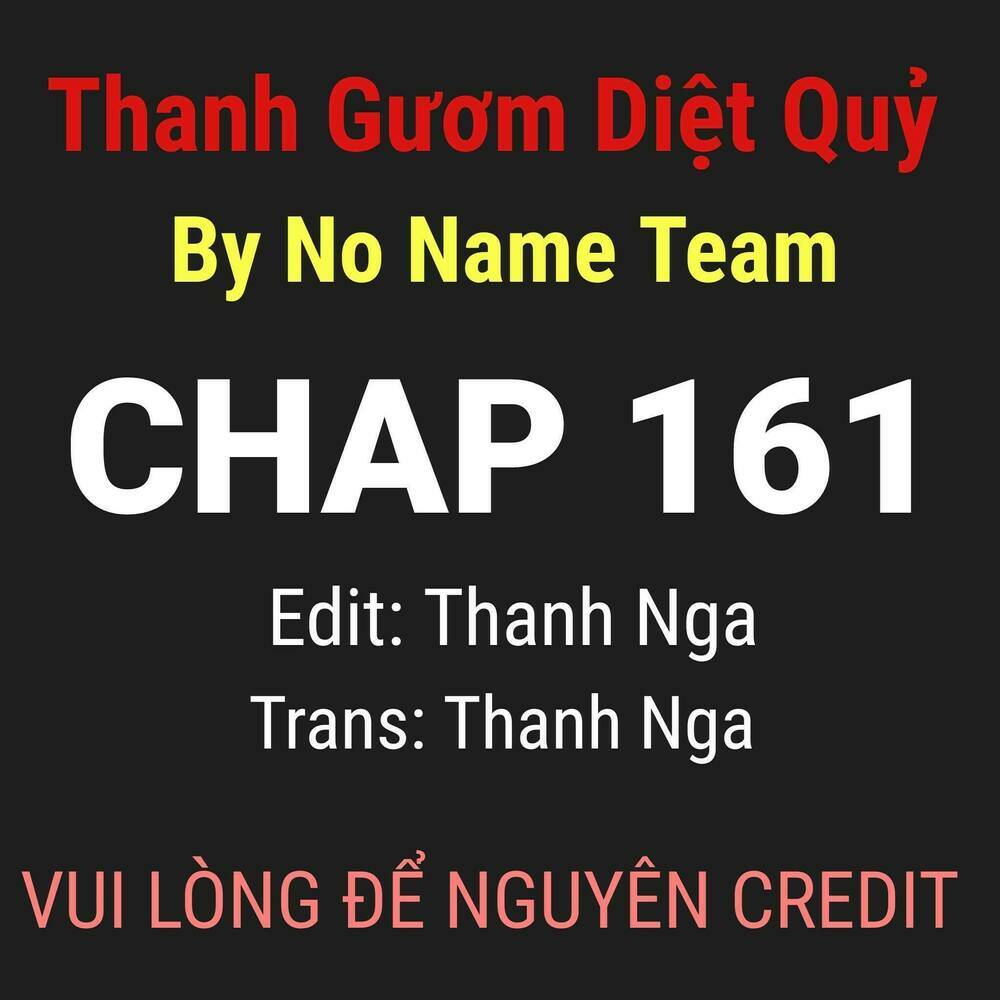 Thanh Gươm Diệt Quỷ
By No Name Team
CHAP 161
Edit: Thanh Nga
Trans: Thanh Nga
VUI LÒNG ĐỂ NGUYÊN CREDIT